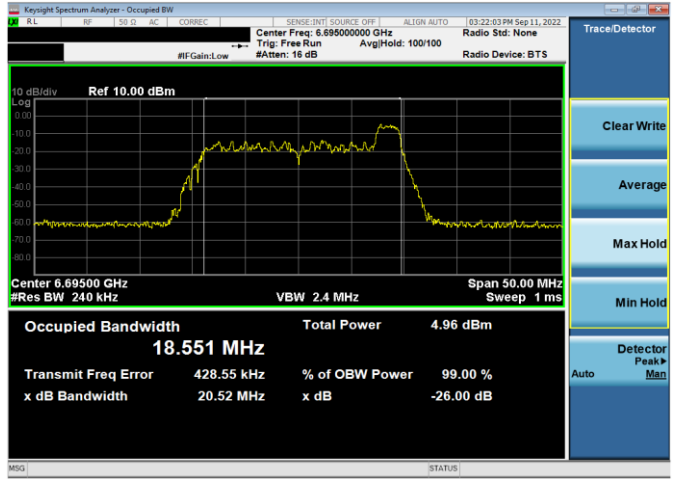 Keysight Spectrum Analyzer - Occupied BW
LXI RL RF 50 Ω AC CORREC SENSE:INT SOURCE OFF ALIGN AUTO 03:22:03 PM Sep 11, 2022
Center Freq: 6.695000000 GHz Radio Std: None
Trig: Free Run Avg|Hold: 100/100
#IFGain:Low #Atten: 16 dB Radio Device: BTS
Trace/Detector
10 dB/div Ref 10.00 dBm
Log
0.00
-10.0
-20.0
-30.0
-40.0
-50.0
-60.0
-70.0
-80.0
Center 6.69500 GHz Span 50.00 MHz
#Res BW 240 kHz VBW 2.4 MHz Sweep 1 ms
Occupied Bandwidth Total Power 4.96 dBm
18.551 MHz
Transmit Freq Error 428.55 kHz % of OBW Power 99.00 %
x dB Bandwidth 20.52 MHz x dB -26.00 dB
Clear Write
Average
Max Hold
Min Hold
Detector
Peak▶
Auto Man
MSG STATUS